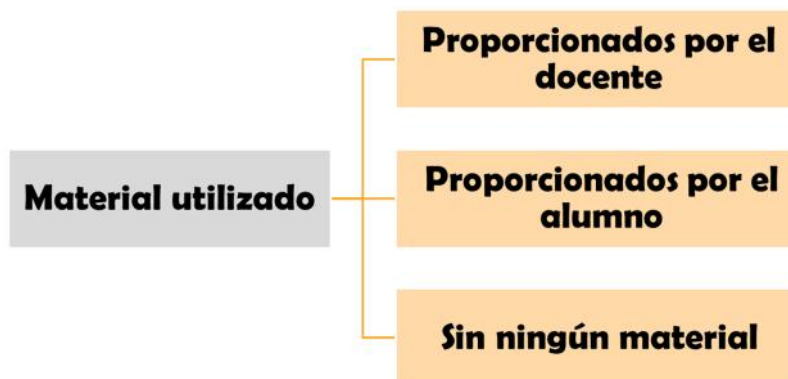 Material utilizado
Proporcionados por el
docente
Proporcionados por el
alumno
Sin ningún material